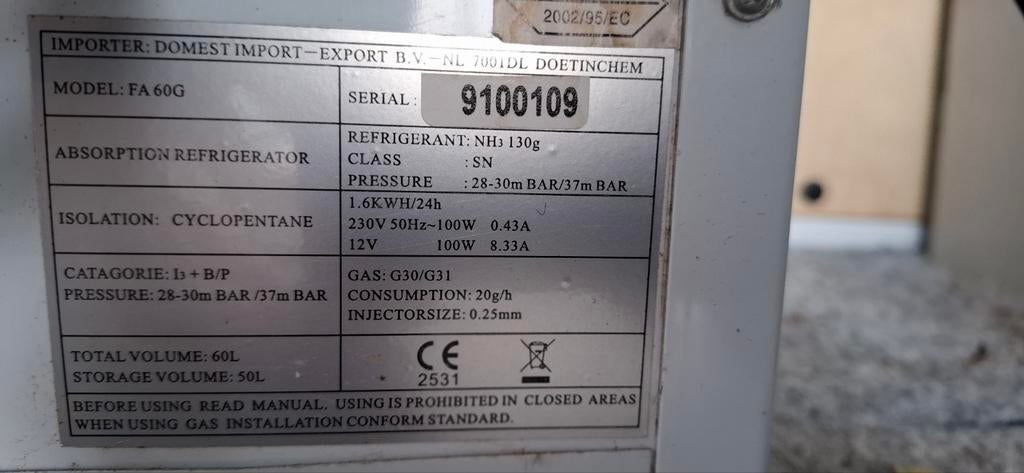 2002/95/EC
IMPORTER: DOMEST IMPORT-EXPORT B.V.-NL 7001DL DOETINCHEM
MODEL: FA 60G
SERIAL: 9100109
ABSORPTION REFRIGERATOR
REFRIGERANT: NH3 130g
CLASS : SN
PRESSURE : 28-30m BAR/37m BAR
ISOLATION: CYCLOPENTANE
1.6KWH/24h
230V 50Hz~100W 0.43A
12V 100W 8.33A
CATAGORIE: I3 + B/P
PRESSURE: 28-30m BAR /37m BAR
GAS: G30/G31
CONSUMPTION: 20g/h
INJECTORSIZE: 0.25mm
TOTAL VOLUME: 60L
STORAGE VOLUME: 50L
CE
2531
BEFORE USING READ MANUAL. USING IS PROHIBITED IN CLOSED AREAS
WHEN USING GAS INSTALLATION CONFORM STANDARD.